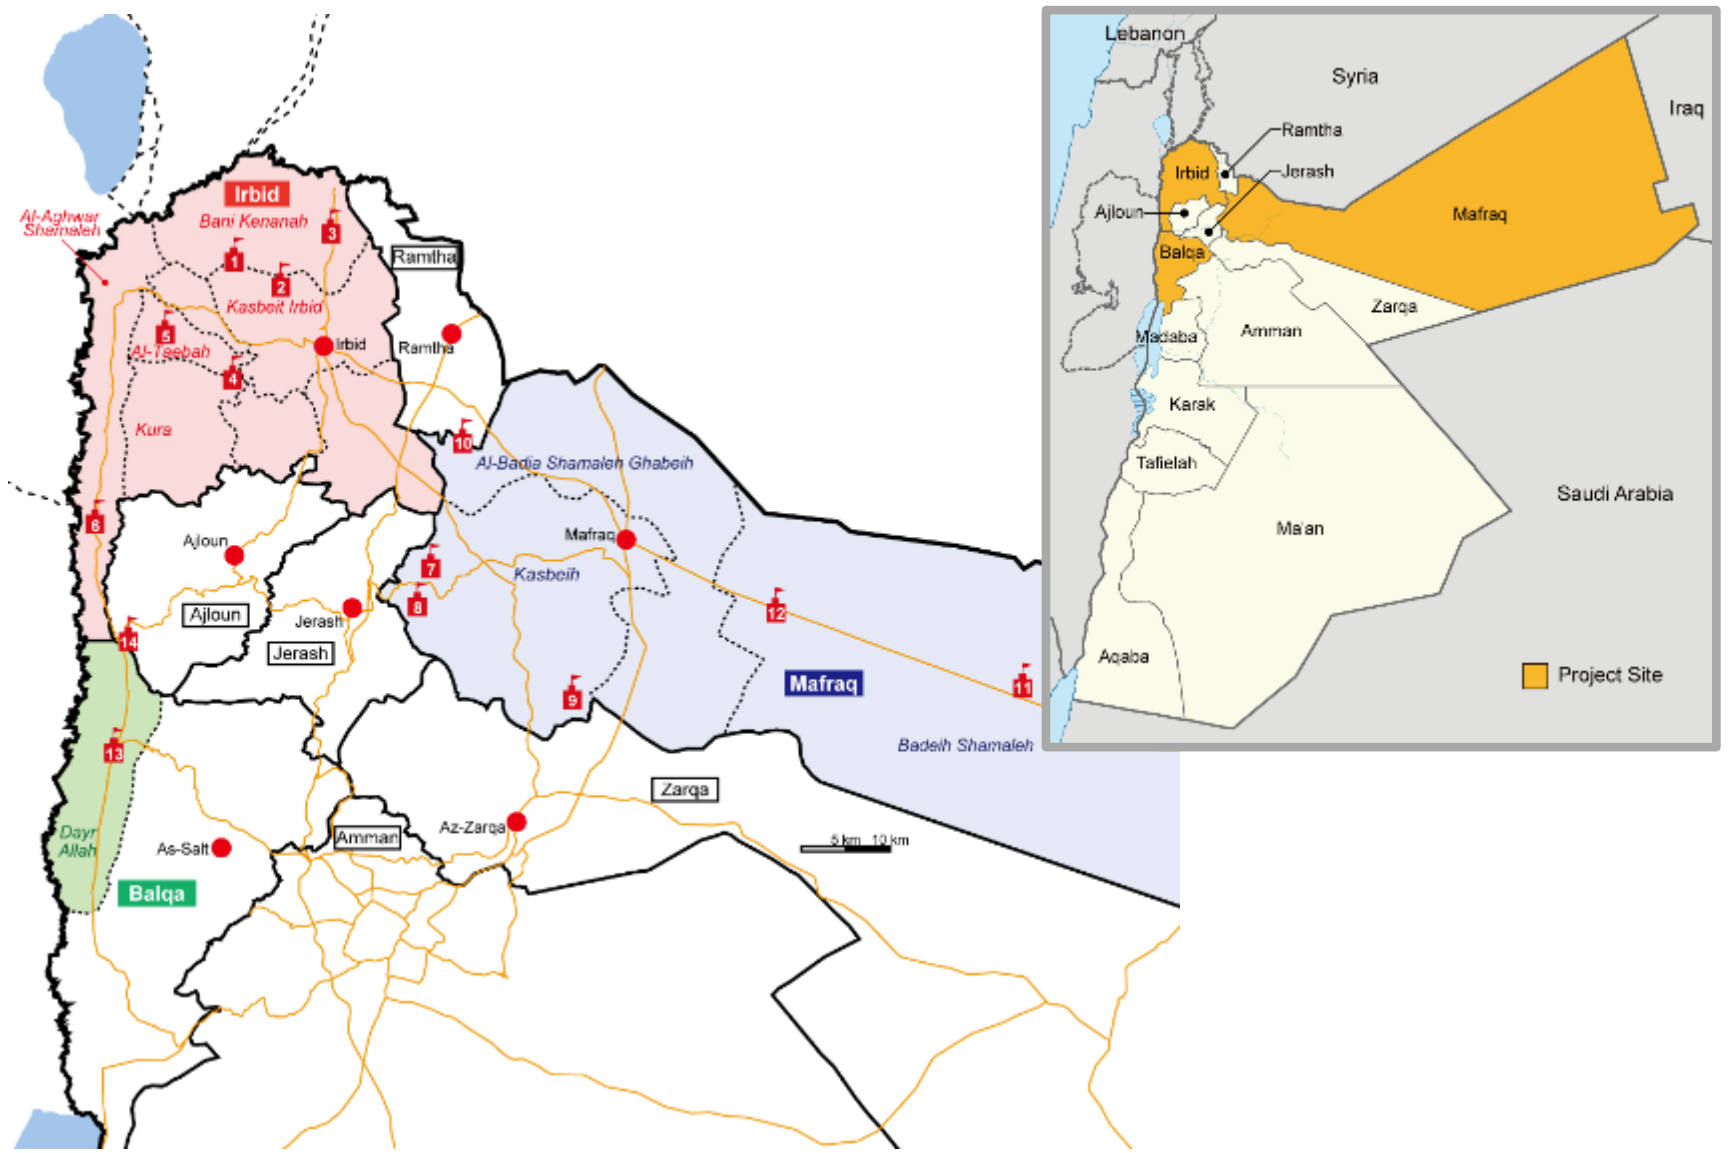 Irbid
Al-Aghwar
Shamaleh
Bani Kenanah
3
1
2
Ramtha
Kasbeit Irbid
5
Al-Taebah
Irbid
Ramtha
4
Kura
10
Al-Badia Shamaleh Ghabeih
6
Ajloun
Mafraq
7
Kasbeih
8
12
Ajloun
Jerash
14
Jerash
Mafraq
11
9
13
Badeih Shamaleh
Zarqa
Dayr
Allah
As-Salt
Amman
Az-Zarqa
5 km 10 km
Balqa
Lebanon
Syria
Iraq
Ramtha
Irbid
Jerash
Ajloun
Mafraq
Balqa
Zarqa
Madaba
Amman
Karak
Tafielah
Saudi Arabia
Ma'an
Aqaba
Project Site